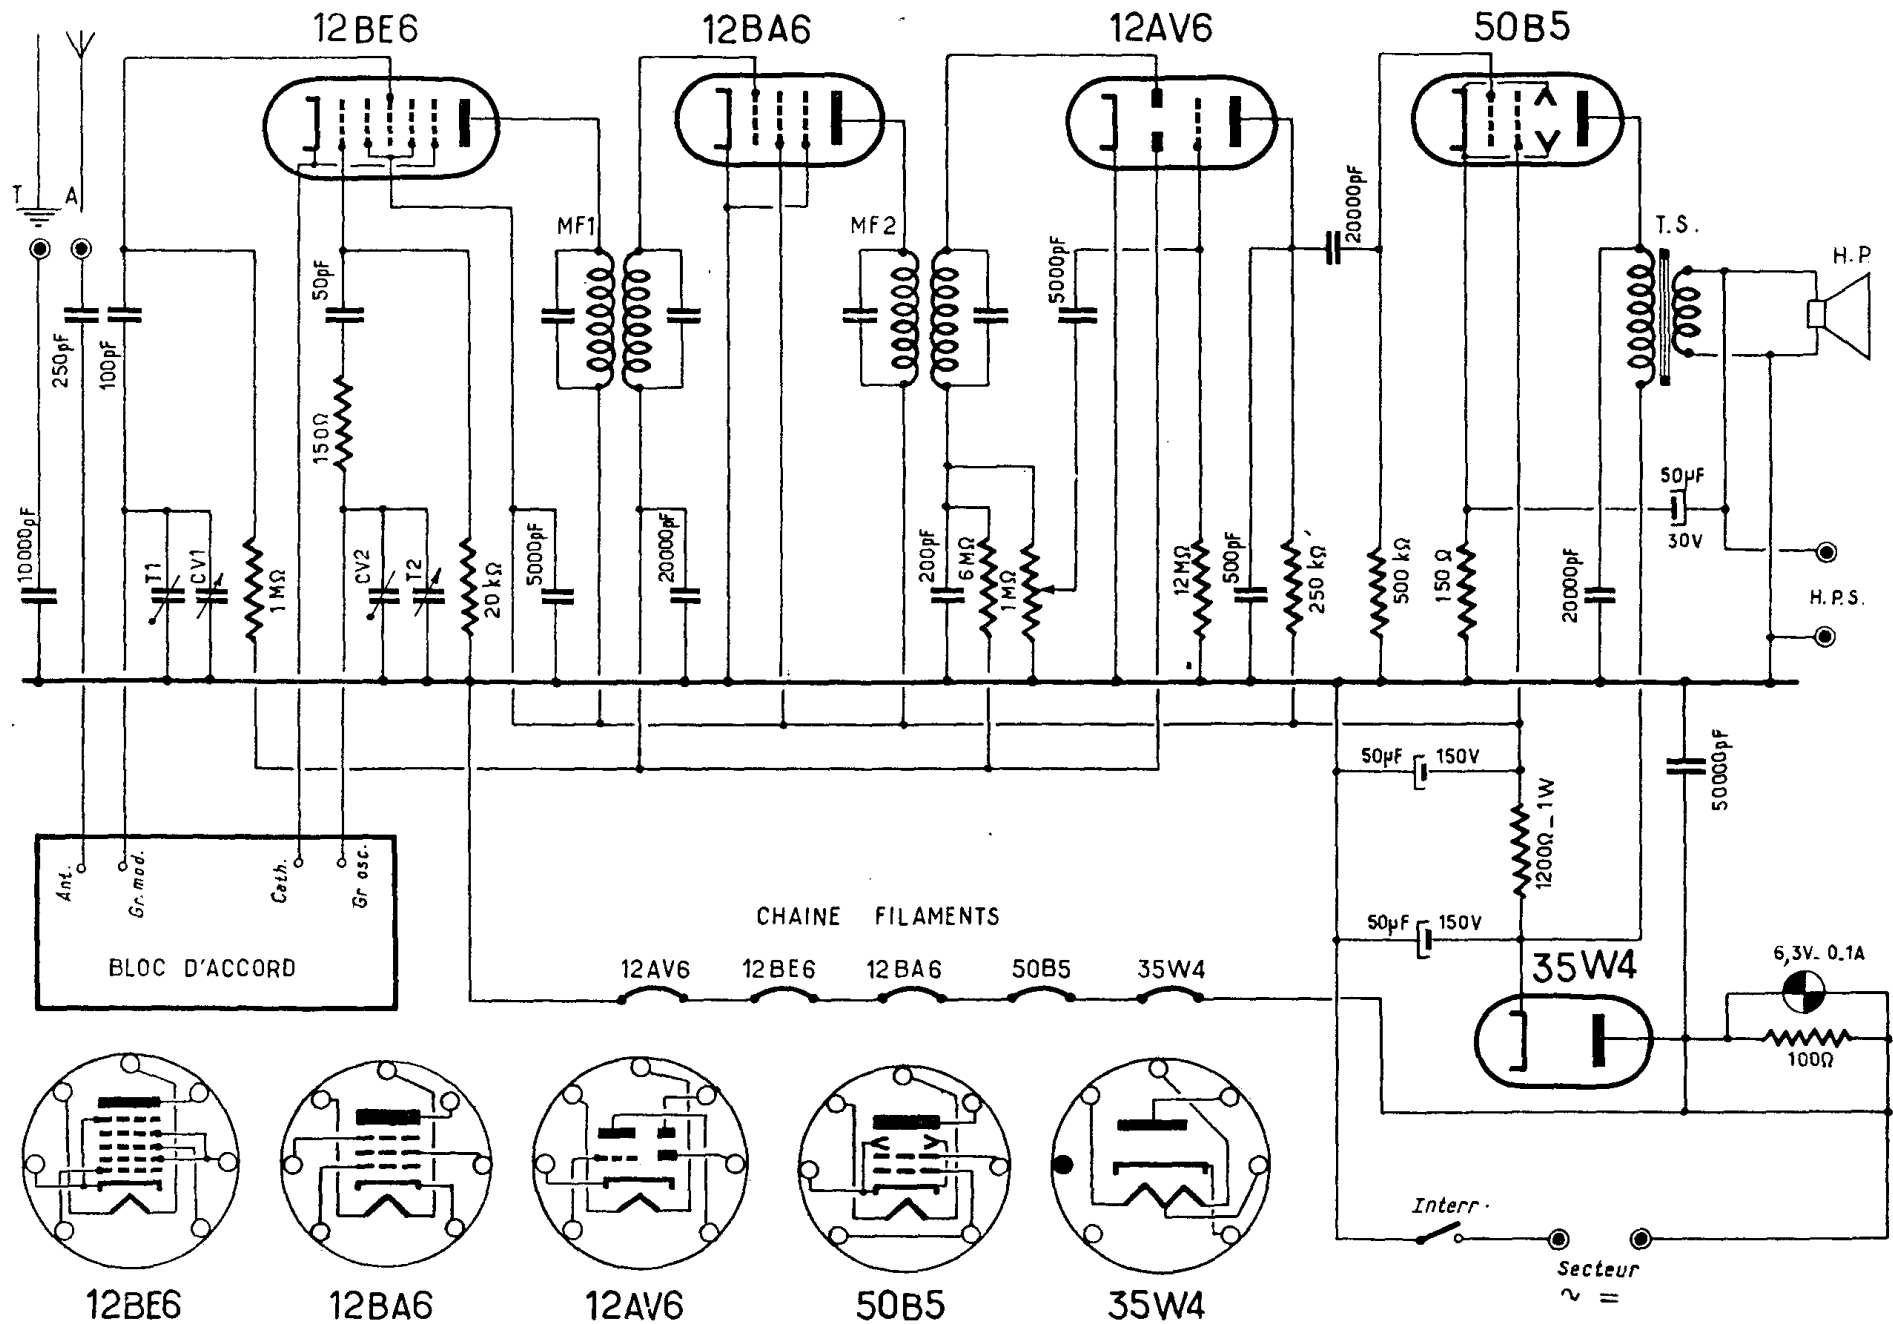 12BE6
12BA6
12AV6
50B5
T
A
MF1
MF2
T.S.
H.P.
250pF
100pF
50pF
150Ω
5000pF
20000pF
10000pF
T1
CV1
1MΩ
CV2
T2
20kΩ
5000pF
20000pF
200pF
6MΩ
1MΩ
12MΩ
500pF
250kΩ
500kΩ
150Ω
20000pF
50µF
30V
H.P.S.
50µF
150V
1200Ω_1W
50000pF
50µF
150V
Ant.
Gr.mod.
Cath.
Gr osc.
BLOC D'ACCORD
CHAINE FILAMENTS
12AV6
12BE6
12BA6
50B5
35W4
35W4
6,3V_0.1A
100Ω
Interr.
Secteur
~ =
12BE6
12BA6
12AV6
50B5
35W4